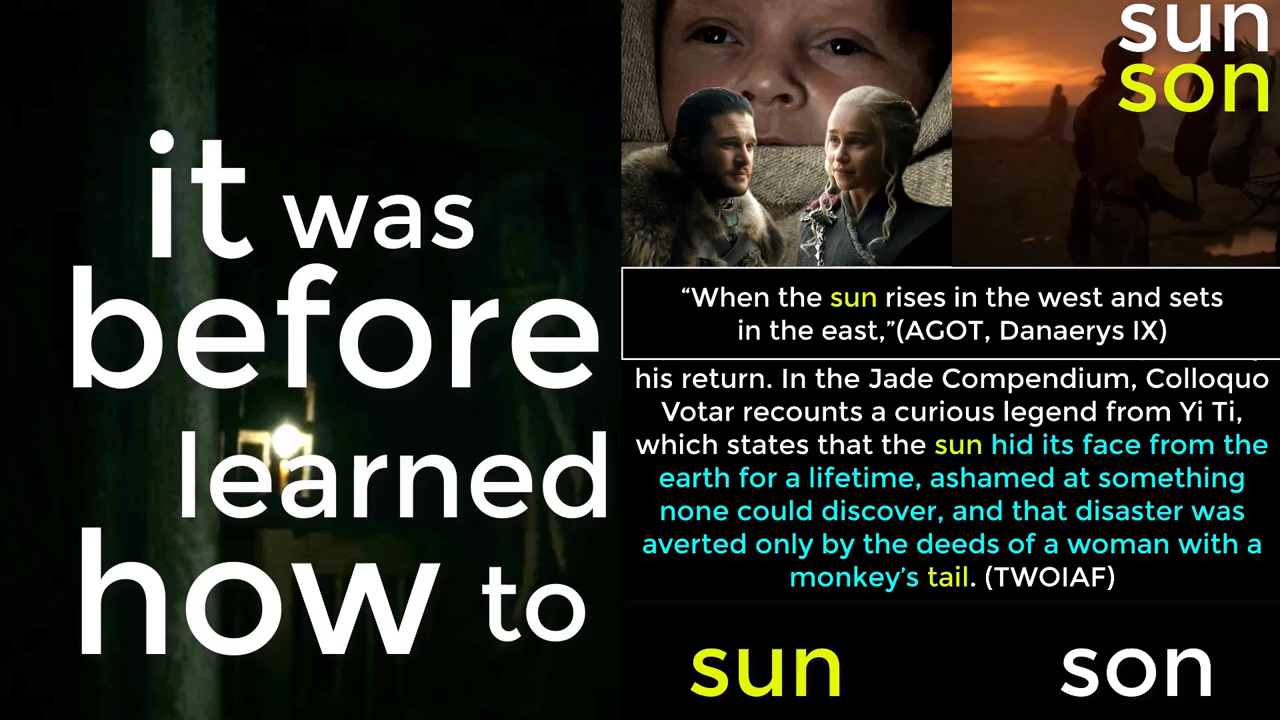 it was
before
learned
how to
sun
son
“When the sun rises in the west and sets
in the east,”(AGOT, Danaerys IX)
his return. In the Jade Compendium, Colloquo
Votar recounts a curious legend from Yi Ti,
which states that the sun hid its face from the
earth for a lifetime, ashamed at something
none could discover, and that disaster was
averted only by the deeds of a woman with a
monkey’s tail. (TWOIAF)
sun son